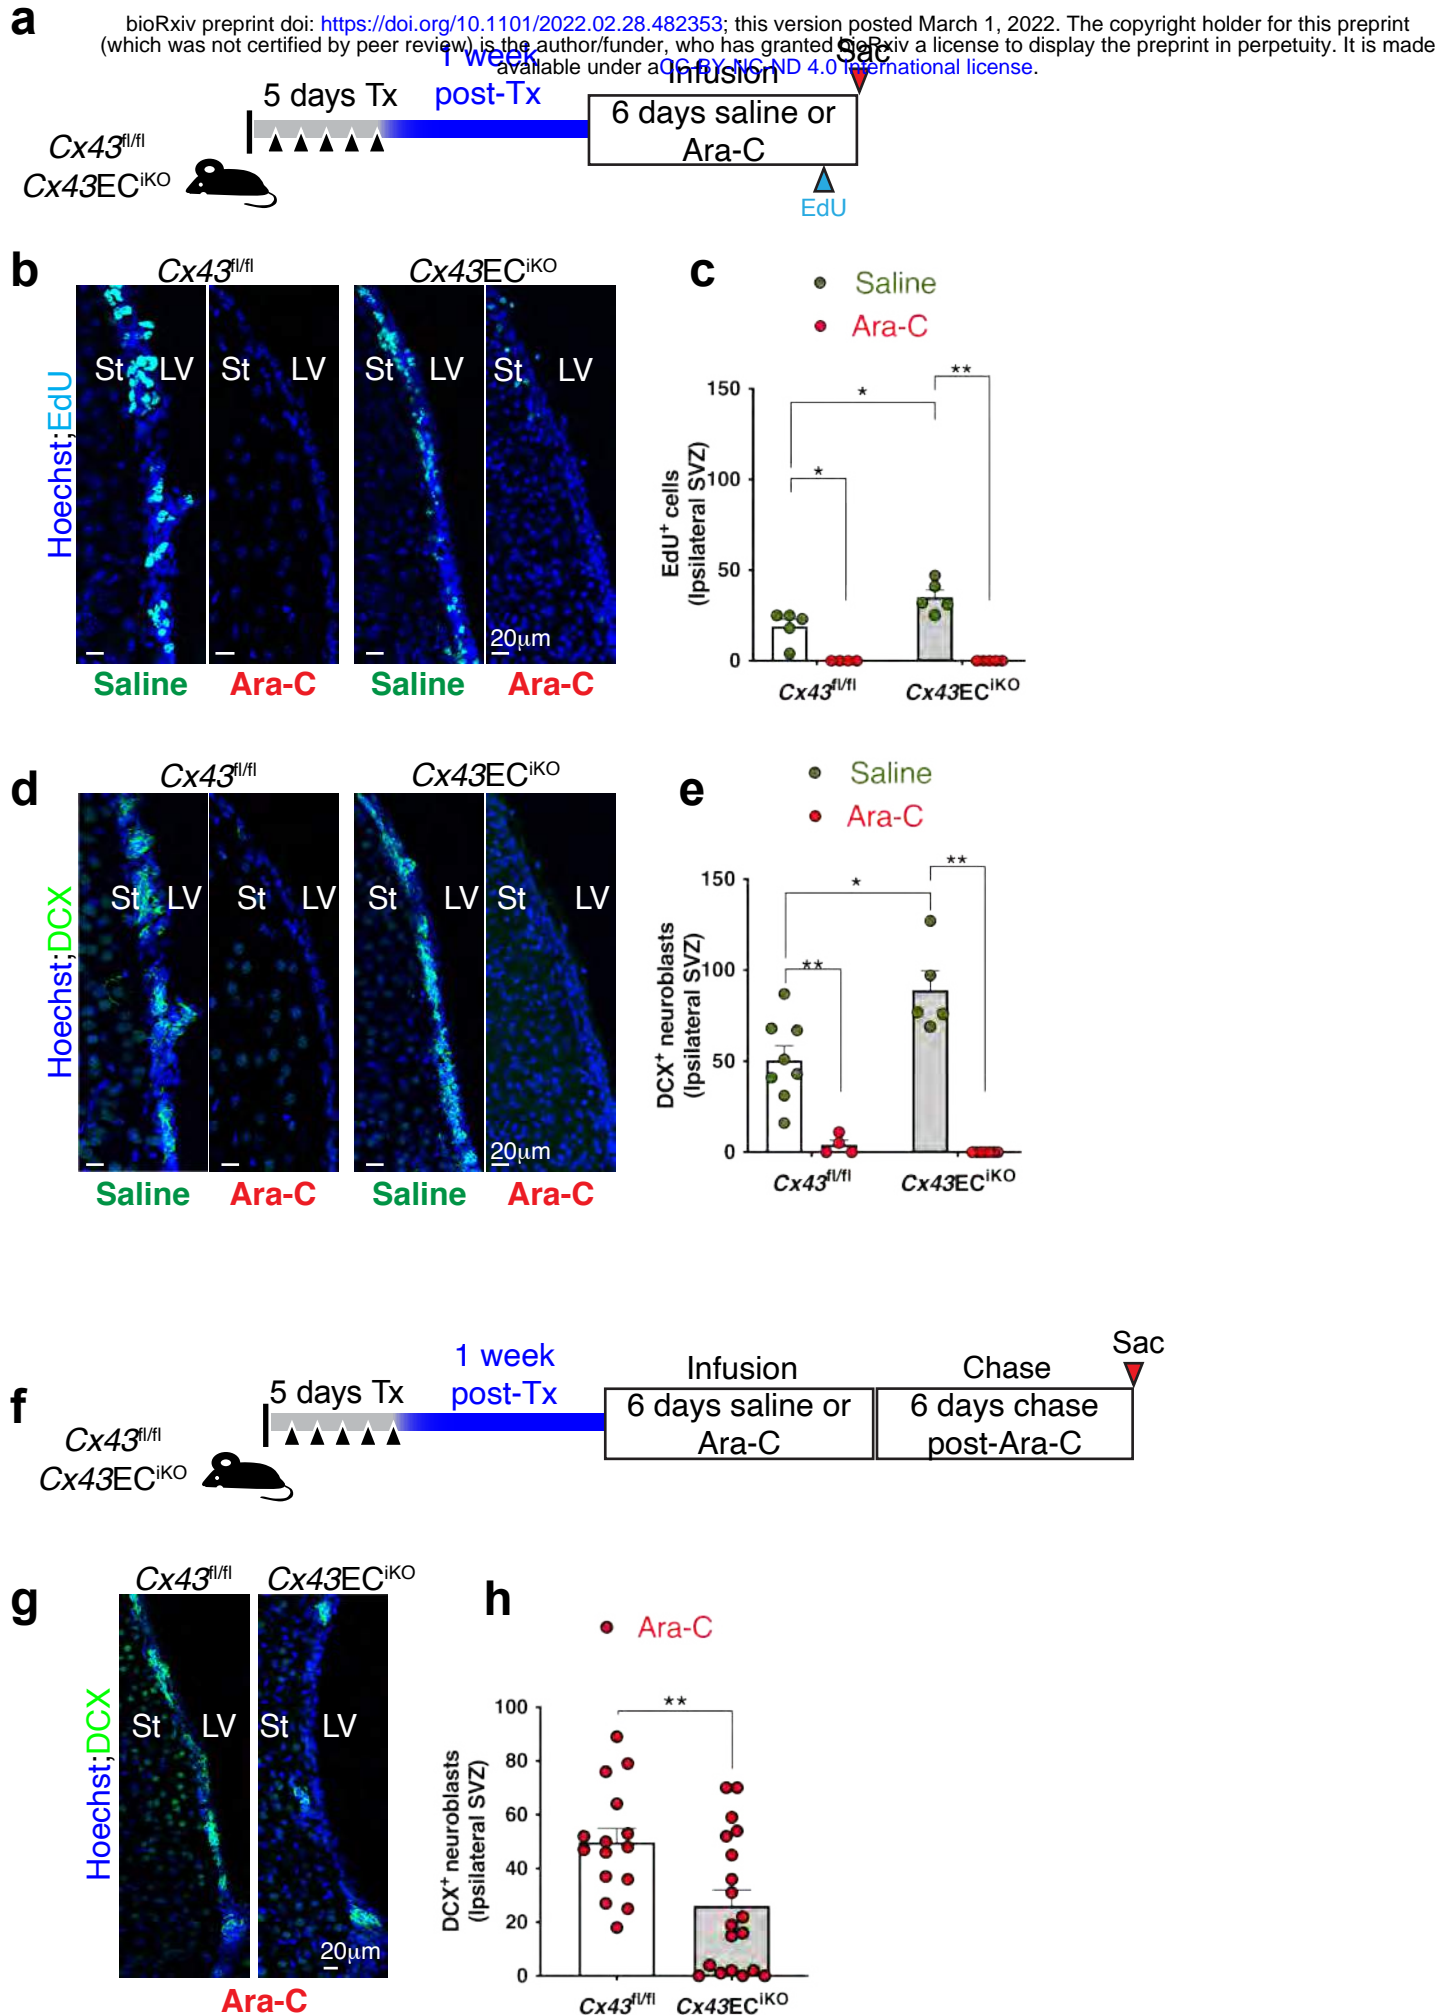 a
bioRxiv preprint doi: https://doi.org/10.1101/2022.02.28.482353; this version posted March 1, 2022. The copyright holder for this preprint
(which was not certified by peer review) is the author/funder, who has granted bioRxiv a license to display the preprint in perpetuity. It is made
available under a CC-BY-NC-ND 4.0 International license.
Sac
1 week
Infusion
5 days Tx
post-Tx
6 days saline or
Ara-C
Cx43fl/fl
Cx43ECiKO
EdU
b
Cx43fl/fl
Cx43ECiKO
Hoechst;EdU
St LV
St LV
St LV
St LV
20μm
Saline
Ara-C
Saline
Ara-C
c
Saline
Ara-C
EdU+ cells
(Ipsilateral SVZ)
150
100
50
0
*
*
**
Cx43fl/fl
Cx43ECiKO
d
Cx43fl/fl
Cx43ECiKO
Hoechst;DCX
St LV
St LV
St LV
St LV
20μm
Saline
Ara-C
Saline
Ara-C
e
Saline
Ara-C
DCX+ neuroblasts
(Ipsilateral SVZ)
150
100
50
0
*
**
**
Cx43fl/fl
Cx43ECiKO
f
Sac
1 week
Infusion
Chase
5 days Tx
post-Tx
6 days saline or
Ara-C
6 days chase
post-Ara-C
Cx43fl/fl
Cx43ECiKO
g
Cx43fl/fl
Cx43ECiKO
Hoechst;DCX
St LV
St LV
20μm
Ara-C
h
Ara-C
DCX+ neuroblasts
(Ipsilateral SVZ)
100
80
60
40
20
0
**
Cx43fl/fl
Cx43ECiKO